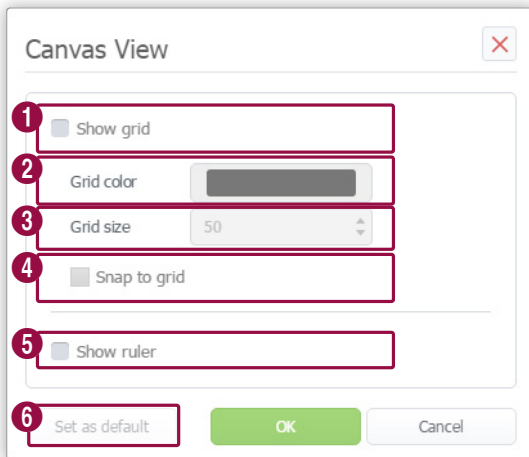 Canvas View
1 Show grid
2 Grid color
3 Grid size 50
4 Snap to grid
5 Show ruler
6 Set as default OK Cancel